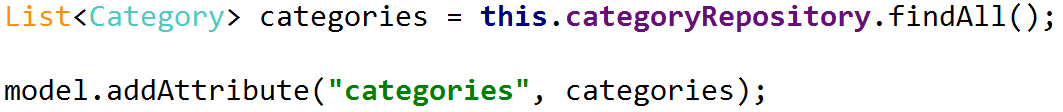 List<Category> categories = this.categoryRepository.findAll();
model.addAttribute("categories", categories);